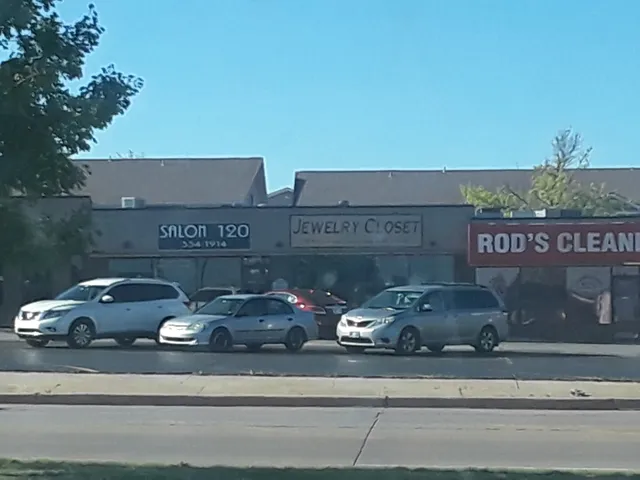 SALON 120
554-1914
JEWELRY CLOSET
ROD'S CLEAN